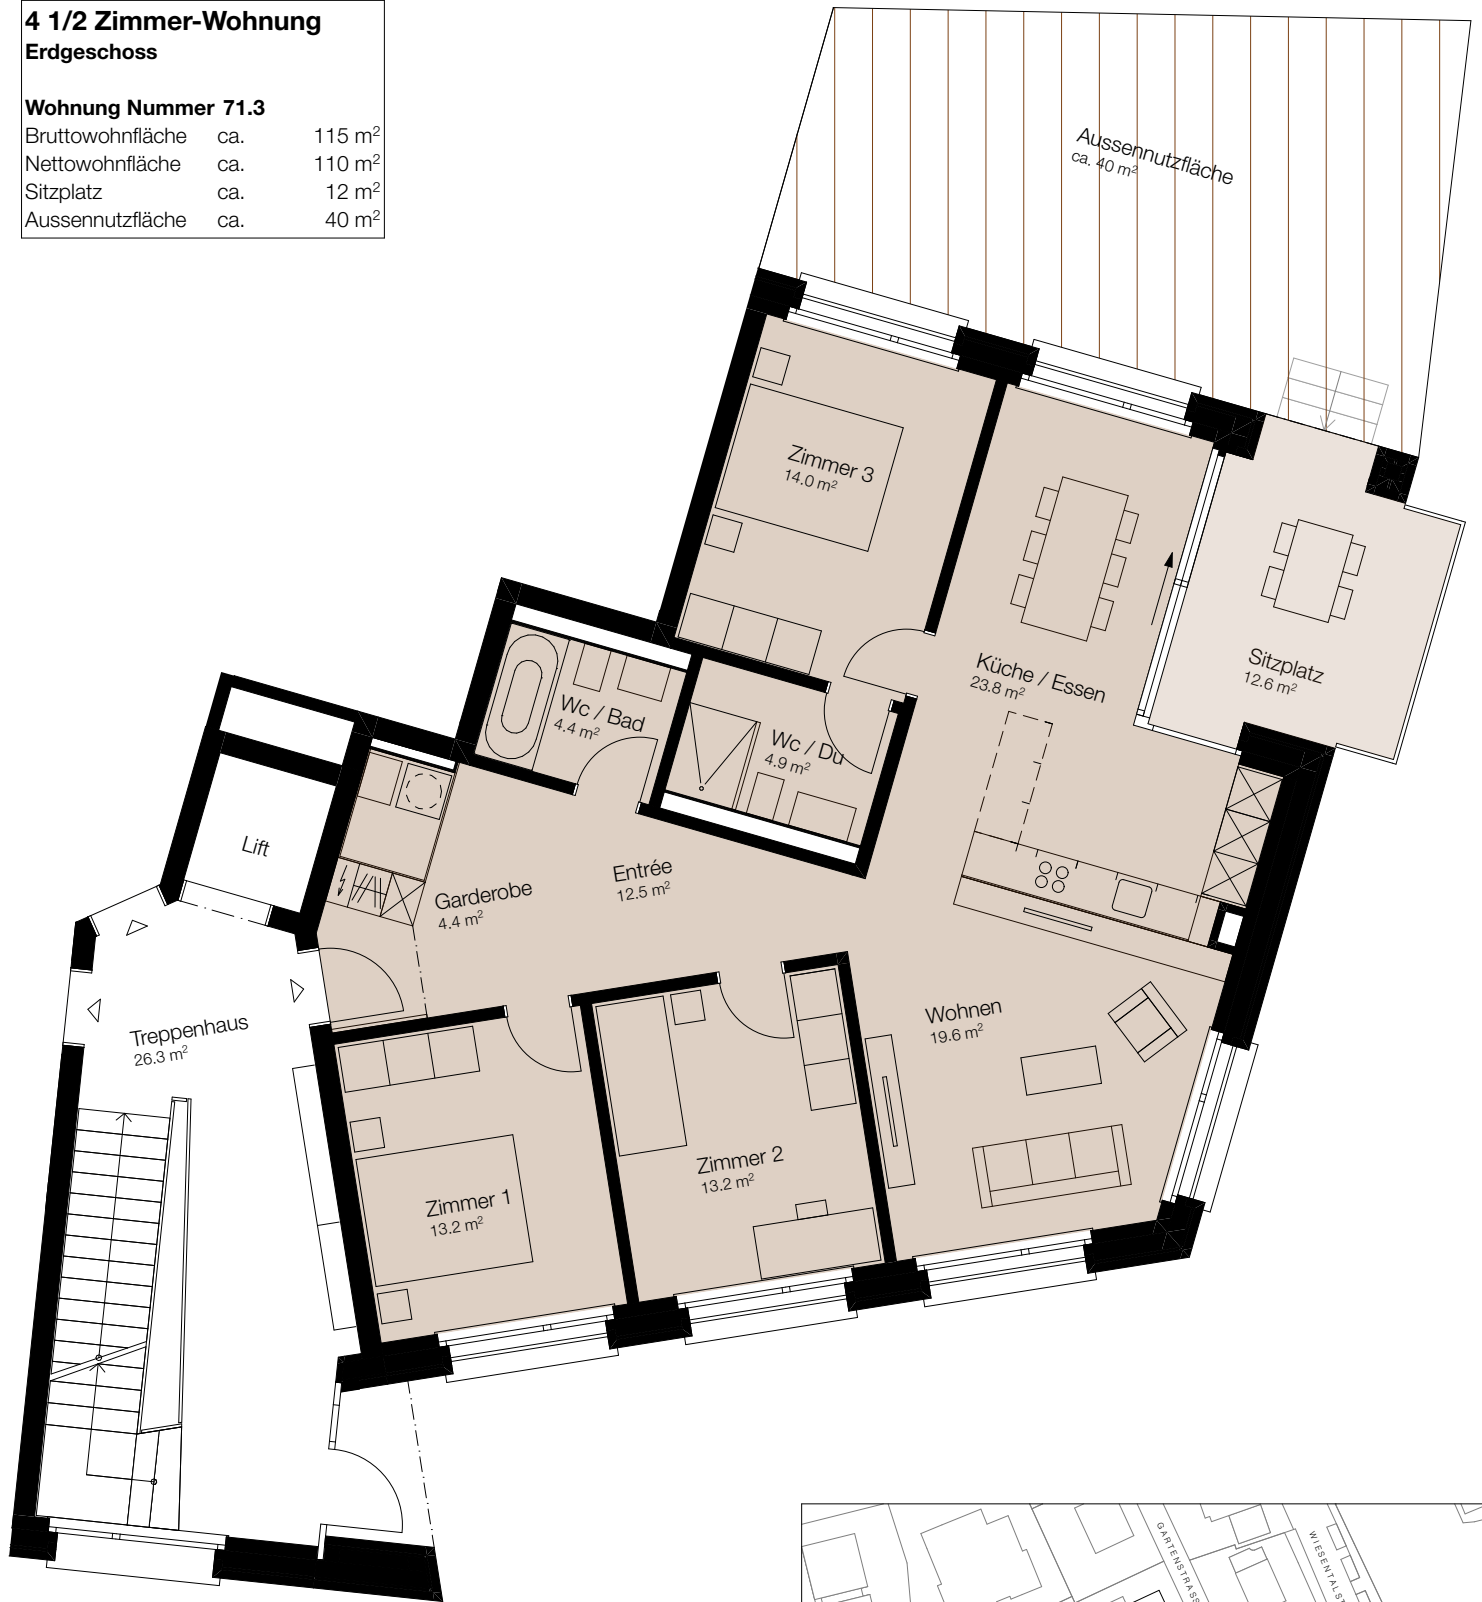 4 1/2 Zimmer-Wohnung
Erdgeschoss
Wohnung Nummer 71.3
Bruttowohnfläche ca. 115 m²
Nettowohnfläche ca. 110 m²
Sitzplatz ca. 12 m²
Aussennutzfläche ca. 40 m²
Aussennutzfläche
ca. 40 m²
Zimmer 3
14.0 m²
Küche / Essen
23.8 m²
Sitzplatz
12.6 m²
Wc / Bad
4.4 m²
Wc / Du
4.9 m²
Lift
Garderobe
4.4 m²
Entrée
12.5 m²
Treppenhaus
26.3 m²
Wohnen
19.6 m²
Zimmer 1
13.2 m²
Zimmer 2
13.2 m²
GARTENSTRASS
WIESENTALST